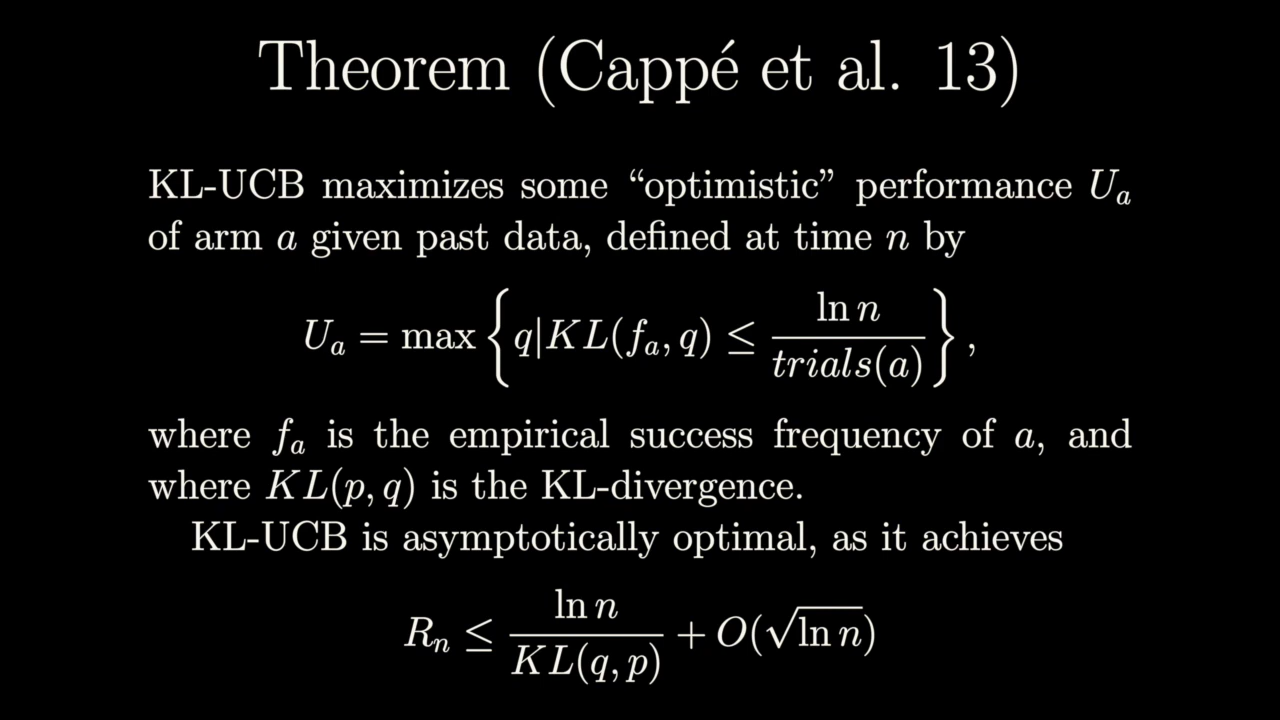 Theorem (Cappé et al. 13)
KL-UCB maximizes some “optimistic” performance U_a
of arm a given past data, defined at time n by
U_a = max { q|KL(f_a, q) ≤ ln n / trials(a) } ,
where f_a is the empirical success frequency of a, and
where KL(p, q) is the KL-divergence.
KL-UCB is asymptotically optimal, as it achieves
R_n ≤ ln n / KL(q, p) + O(√ln n)